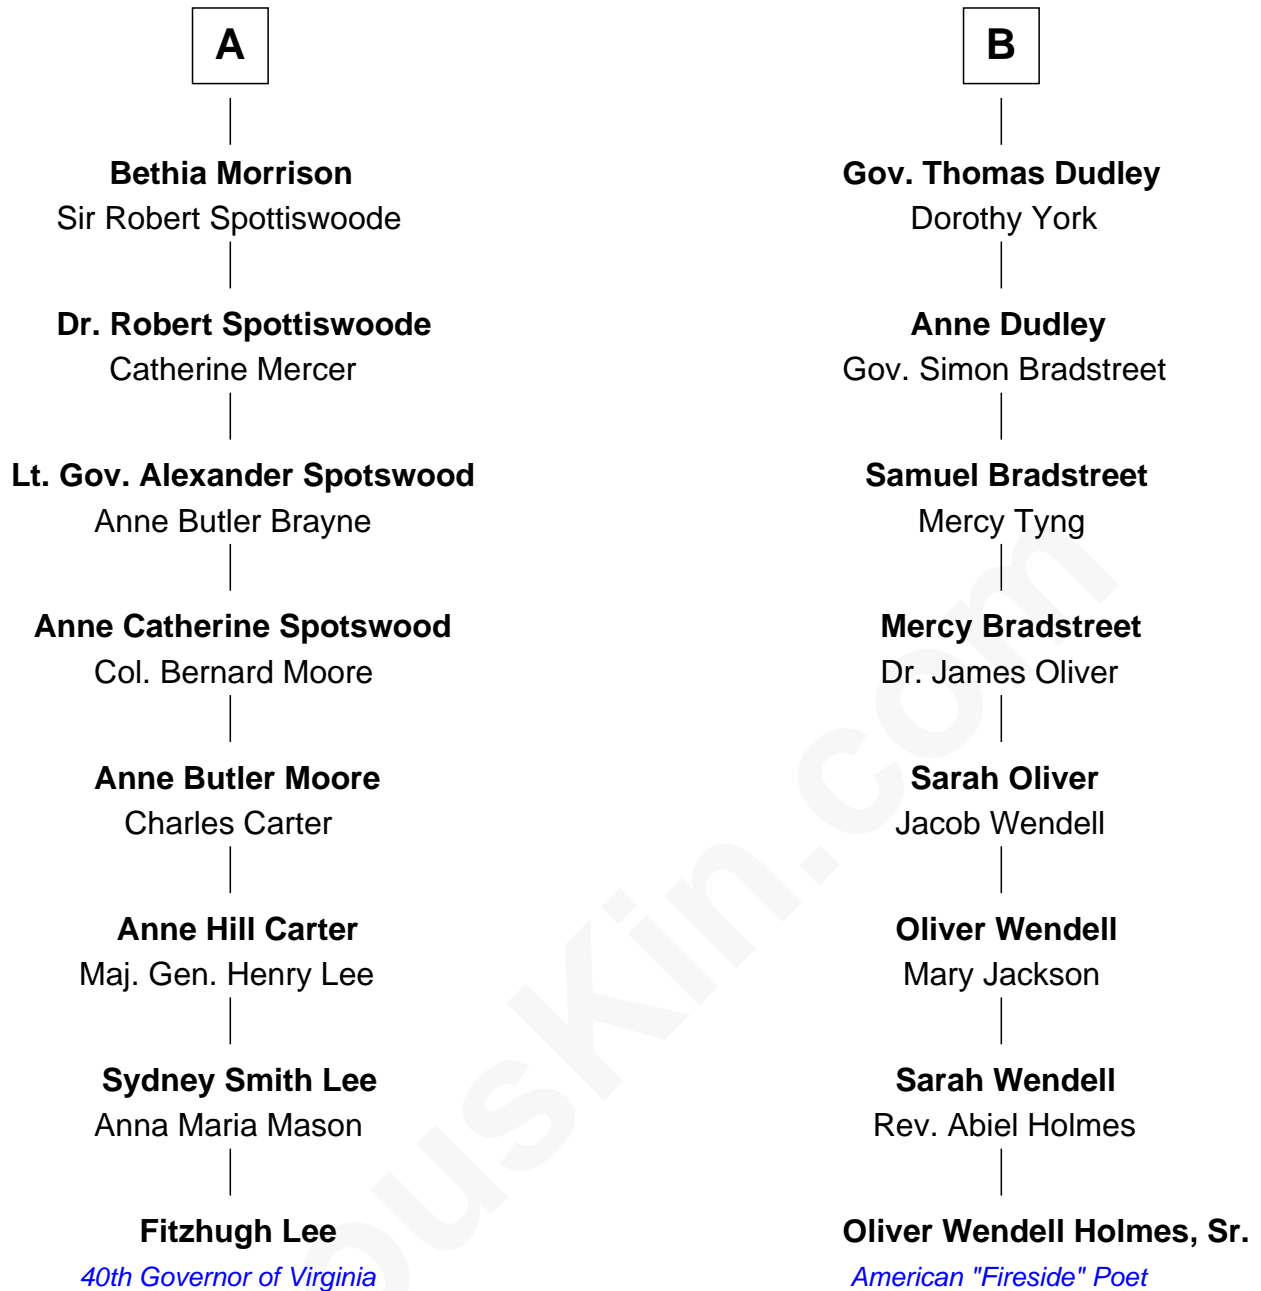 A
Bethia Morrison
Sir Robert Spottiswoode
Dr. Robert Spottiswoode
Catherine Mercer
Lt. Gov. Alexander Spotswood
Anne Butler Brayne
Anne Catherine Spotswood
Col. Bernard Moore
Anne Butler Moore
Charles Carter
Anne Hill Carter
Maj. Gen. Henry Lee
Sydney Smith Lee
Anna Maria Mason
Fitzhugh Lee
40th Governor of Virginia
B
Gov. Thomas Dudley
Dorothy York
Anne Dudley
Gov. Simon Bradstreet
Samuel Bradstreet
Mercy Tyng
Mercy Bradstreet
Dr. James Oliver
Sarah Oliver
Jacob Wendell
Oliver Wendell
Mary Jackson
Sarah Wendell
Rev. Abiel Holmes
Oliver Wendell Holmes, Sr.
American "Fireside" Poet
ousKin.com